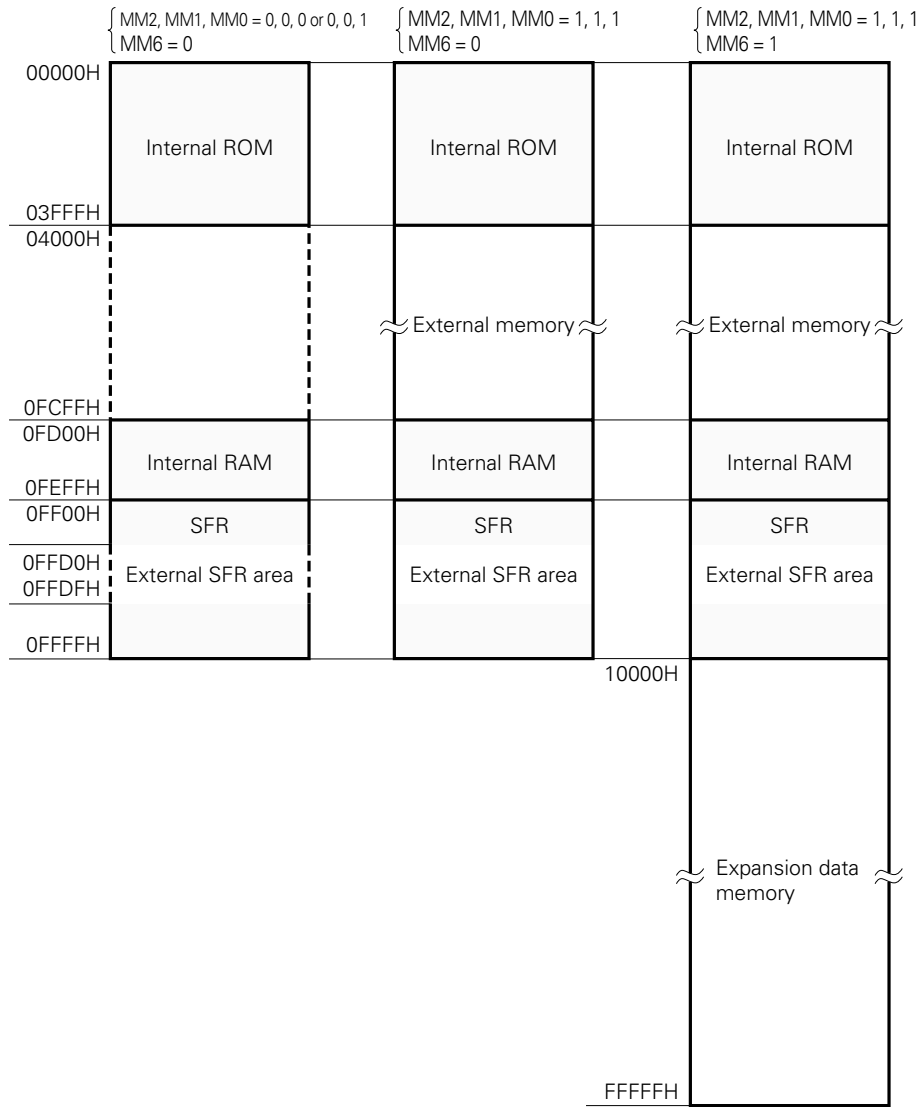 MM2, MM1, MM0 = 0, 0, 0 or 0, 0, 1
MM6 = 0
MM2, MM1, MM0 = 1, 1, 1
MM6 = 0
MM2, MM1, MM0 = 1, 1, 1
MM6 = 1
00000H
Internal ROM
Internal ROM
Internal ROM
03FFFH
04000H
External memory
External memory
0FCFFH
0FD00H
Internal RAM
Internal RAM
Internal RAM
0FEFFH
0FF00H
SFR
SFR
SFR
0FFD0H
0FFDFH
External SFR area
External SFR area
External SFR area
0FFFFH
10000H
Expansion data
memory
FFFFFH